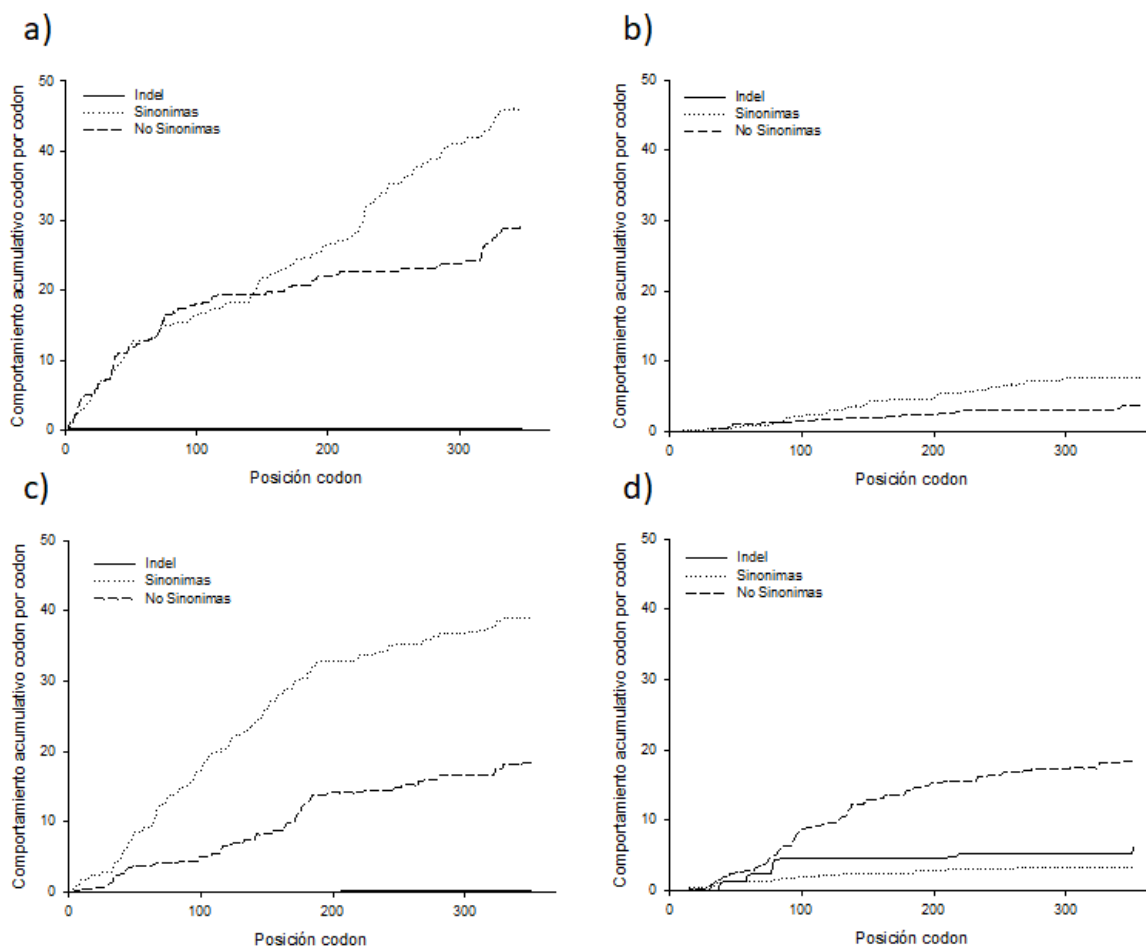 a)
Comportamiento acumulativo codon por codon
50
40
30
20
10
0
Indel
Sinonimas
No Sinonimas
0 100 200 300
Posición codon
b)
Comportamiento acumulativo codon por codon
50
40
30
20
10
0
Indel
Sinonimas
No Sinonimas
0 100 200 300
Posición codon
c)
Comportamiento acumulativo codon por codon
50
40
30
20
10
0
Indel
Sinonimas
No Sinonimas
0 100 200 300
Posición codon
d)
Comportamiento acumulativo codon por codon
50
40
30
20
10
0
Indel
Sinonimas
No Sinonimas
0 100 200 300
Posición codon